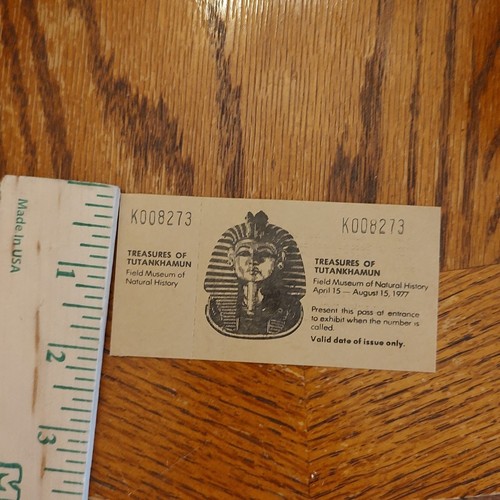 Made in USA
1
2
3
K008273
TREASURES OF
TUTANKHAMUN
Field Museum of
Natural History
K008273
TREASURES OF
TUTANKHAMUN
Field Museum of Natural History
April 15 — August 15, 1977
Present this pass at entrance
to exhibit when the number is
called.
Valid date of issue only.